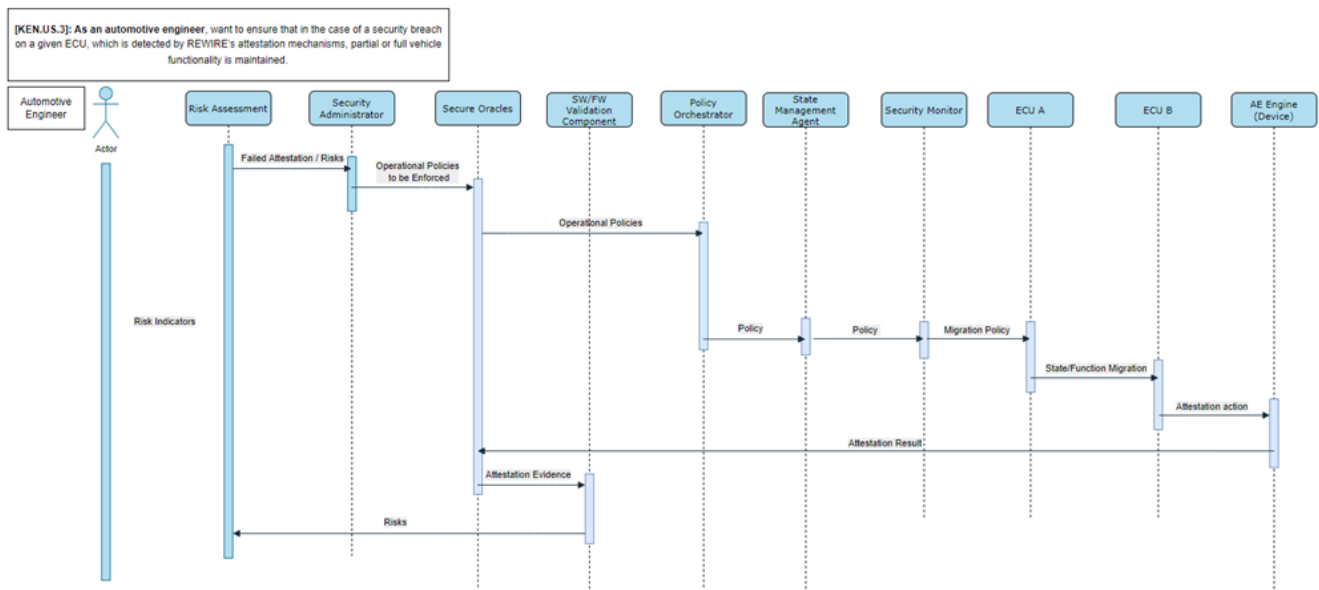 [KEN.US.3]: As an automotive engineer, want to ensure that in the case of a security breach
on a given ECU, which is detected by REWIRE's attestation mechanisms, partial or full vehicle
functionality is maintained.
Automotive
Engineer
Actor
Risk Assessment
Security
Administrator
Secure Oracles
SW/FW
Validation
Component
Policy
Orchestrator
State
Management
Agent
Security Monitor
ECU A
ECU B
AE Engine
(Device)
Failed Attestation / Risks
Operational Policies
to be Enforced
Operational Policies
Risk Indicators
Policy
Policy
Migration Policy
State/Function Migration
Attestation action
Attestation Result
Attestation Evidence
Risks